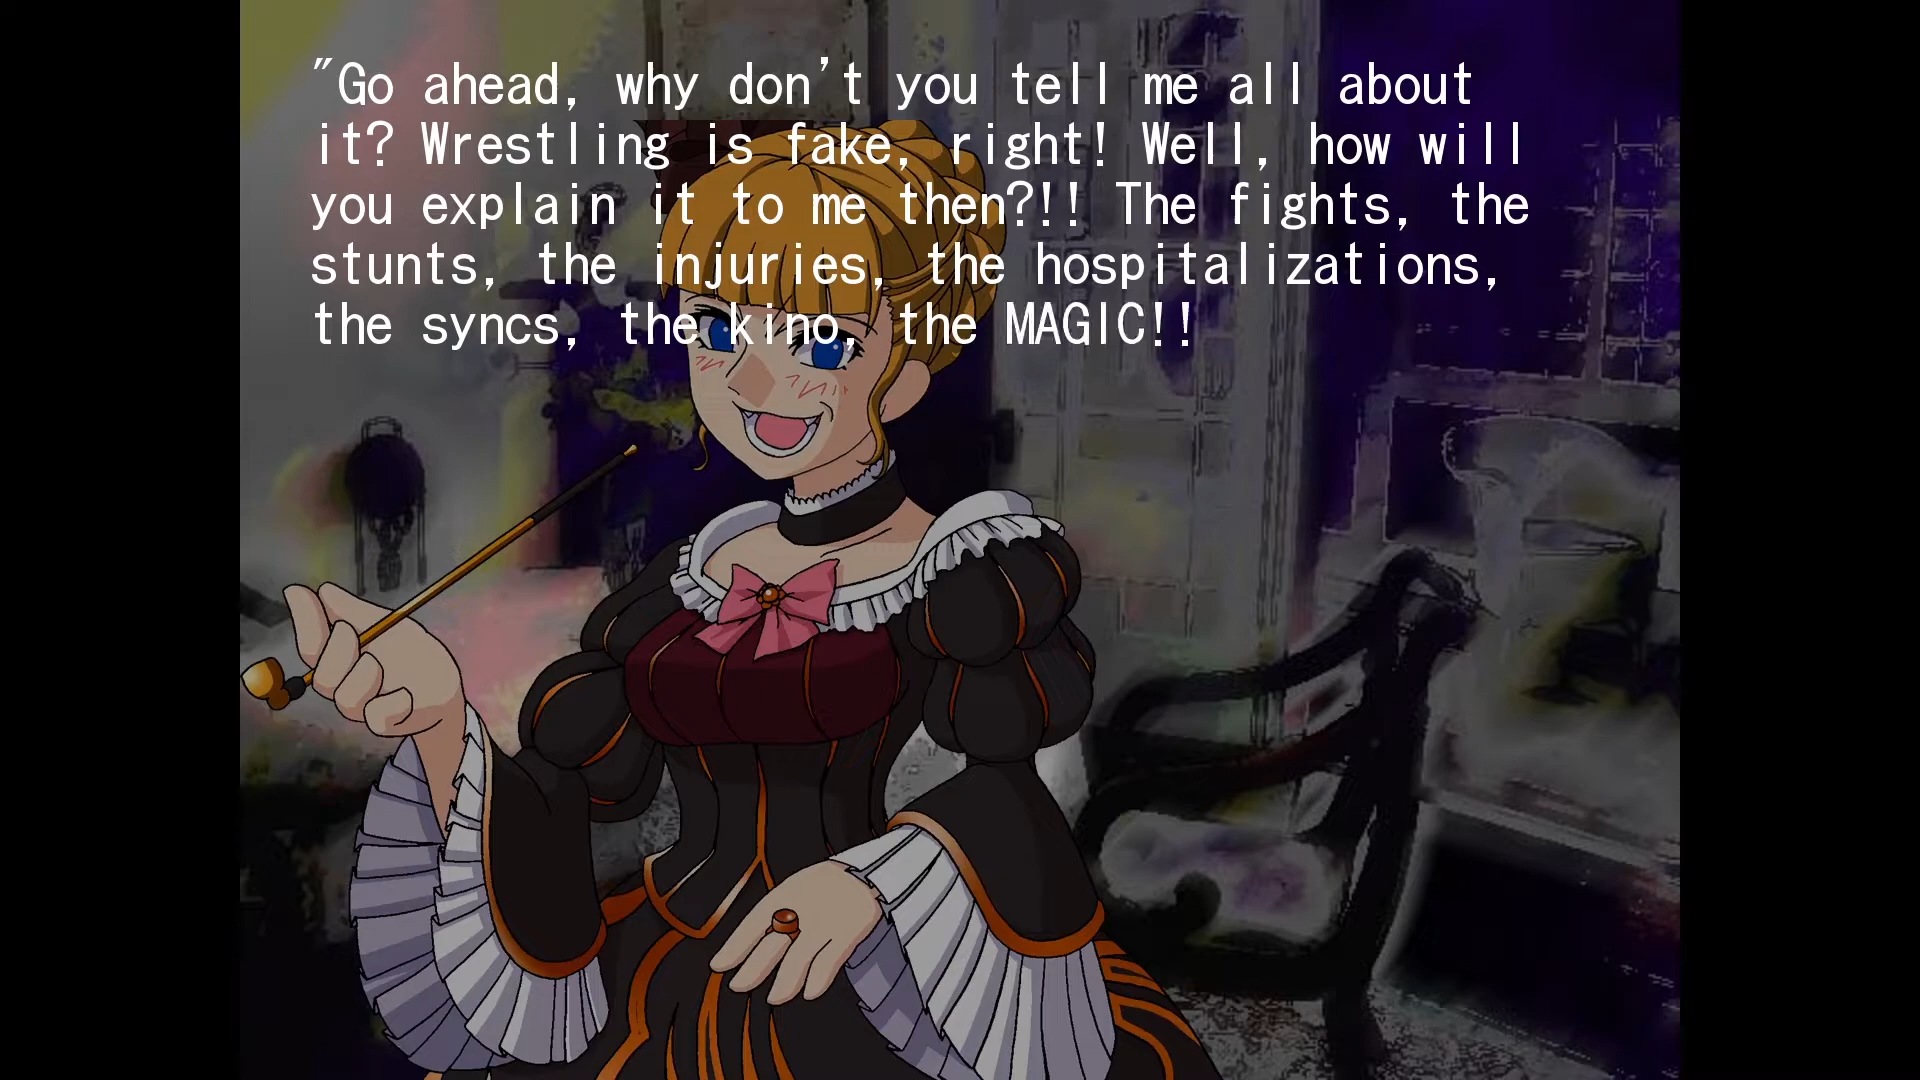 "Go ahead, why don't you tell me all about
it? Wrestling is fake, right! Well, how will
you explain it to me then?!! The fights, the
stunts, the injuries, the hospitalizations,
the syncs, the kino, the MAGIC!!